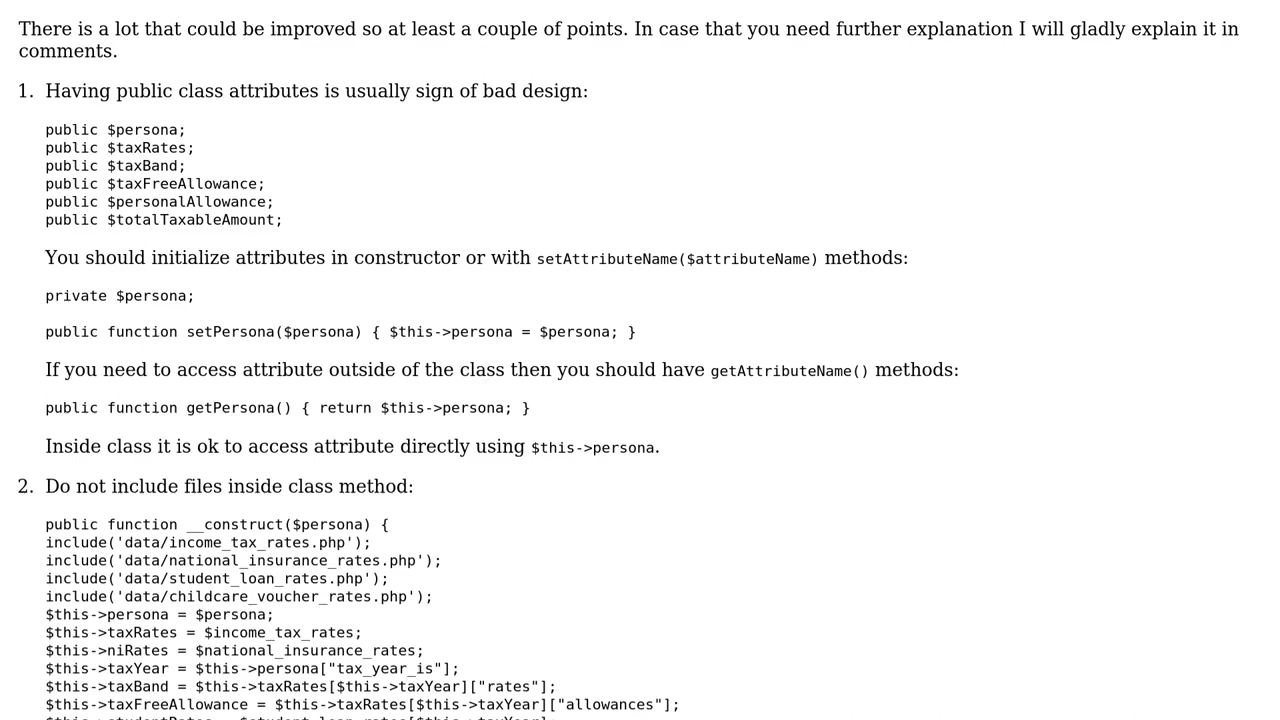 There is a lot that could be improved so at least a couple of points. In case that you need further explanation I will gladly explain it in
comments.
1. Having public class attributes is usually sign of bad design:
public $persona;
public $taxRates;
public $taxBand;
public $taxFreeAllowance;
public $personalAllowance;
public $totalTaxableAmount;
You should initialize attributes in constructor or with setAttributeName($attributeName) methods:
private $persona;
public function setPersona($persona) { $this->persona = $persona; }
If you need to access attribute outside of the class then you should have getAttributeName() methods:
public function getPersona() { return $this->persona; }
Inside class it is ok to access attribute directly using $this->persona.
2. Do not include files inside class method:
public function __construct($persona) {
include('data/income_tax_rates.php');
include('data/national_insurance_rates.php');
include('data/student_loan_rates.php');
include('data/childcare_voucher_rates.php');
$this->persona = $persona;
$this->taxRates = $income_tax_rates;
$this->niRates = $national_insurance_rates;
$this->taxYear = $this->persona["tax_year_is"];
$this->taxBand = $this->taxRates[$this->taxYear]["rates"];
$this->taxFreeAllowance = $this->taxRates[$this->taxYear]["allowances"];